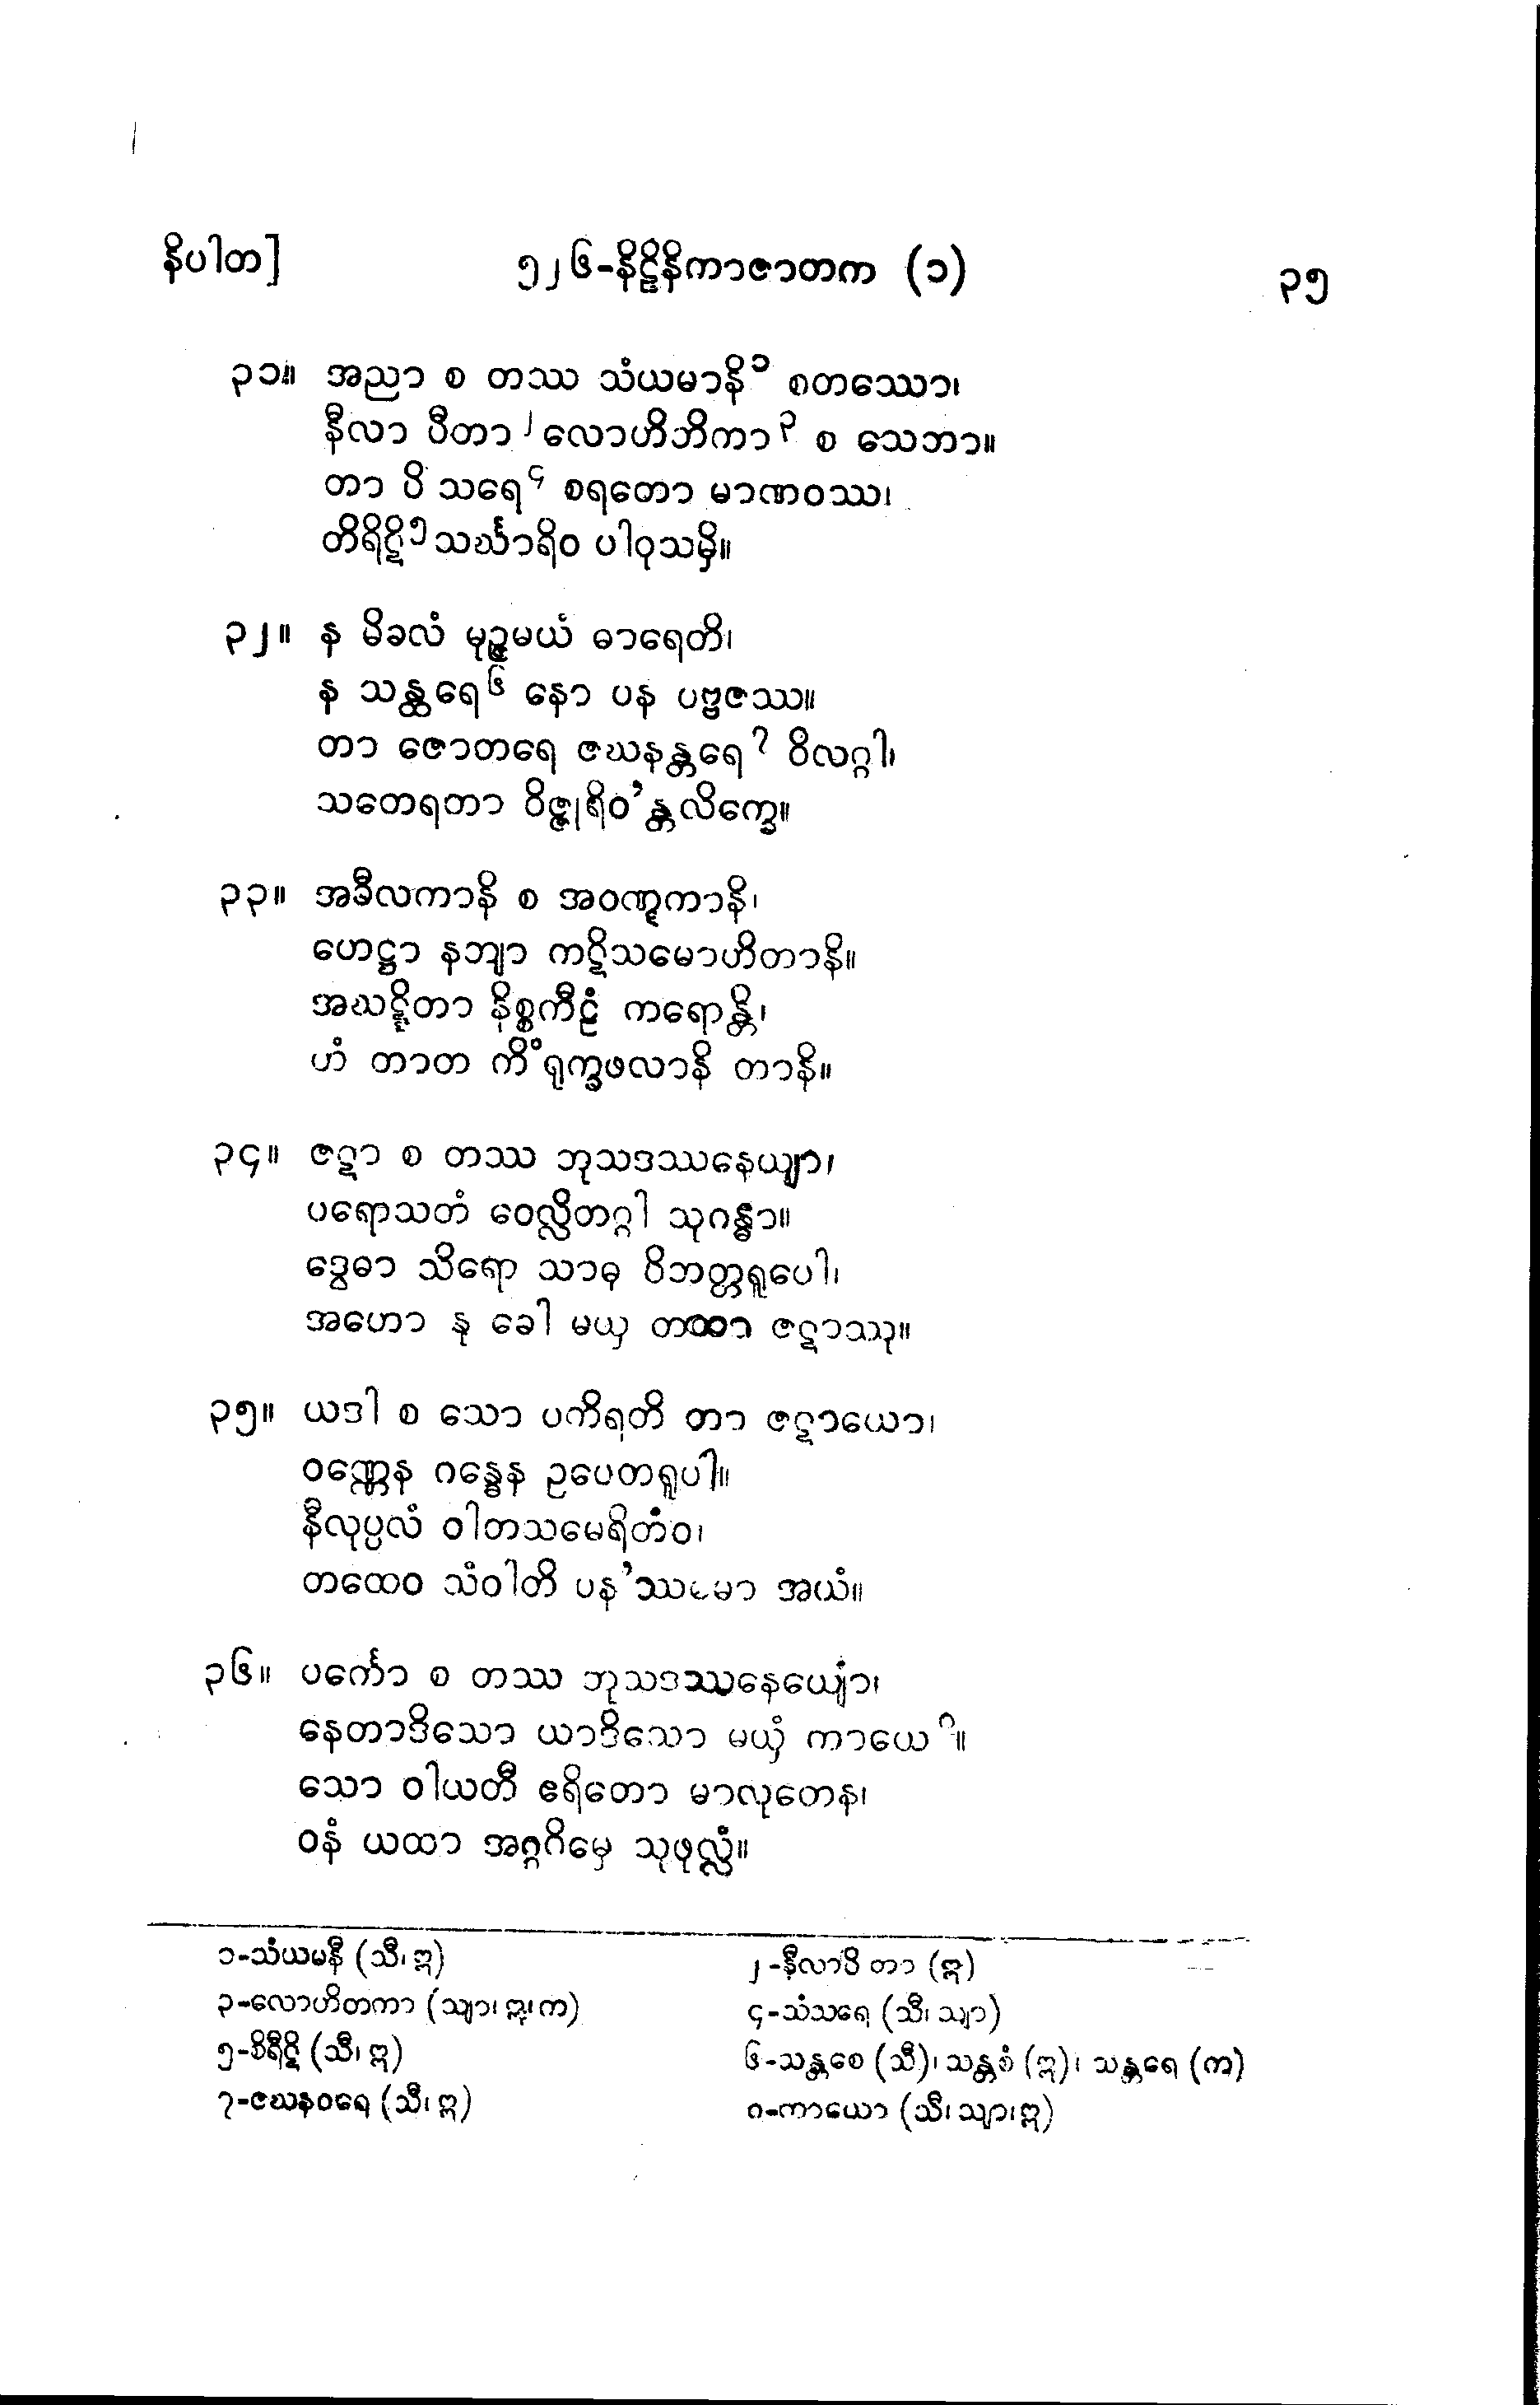 နိပါတ]
၅၂၆-နိဠိနိကာဇာတက (၁)
၃၅
၃၁။ အညာ စ တဿ သံယမာနိ၁ စတဿော၊
နီလာ ပီတာ၂ လောဟိဘိကာ၃ စ သေဘာ။
တာ ပိ သရေ၄ စရတော မာဏဝဿ၊
တိရိဋိ၅ သင်္ဃာရိဝ ပါဝုသမှိ။
၃၂။ န မိခလံ မုဉ္ဇမယံ ဓာရေတိ၊
န သန္ထရေ၆ နော ပန ပဗ္ဗဇဿ။
တာ ဇောတရေ ဇဃနန္တရေ၇ ဝိလဂ္ဂါ၊
သတေရတာ ဝိဇ္ဇုရိဝ’န္တလိက္ခေ။
၃၃။ အခီလကာနိ စ အဝဏ္ဋကာနိ၊
ဟေဋ္ဌာ နဘျာ ကဋိသမောဟိတာနိ။
အဃဋ္ဋိတာ နိစ္စကီဠံ ကရောန္တိ၊
ဟံ တာတ ကိံရုက္ခဖလာနိ တာနိ။
၃၄။ ဇဋာ စ တဿ ဘုသဒဿနေယျာ၊
ပရောသတံ ဝေလ္လိတဂ္ဂါ သုဂန္ဓာ။
ဒွေဓာ သိရော သာဓု ဝိဘတ္တရူပေါ၊
အဟော နု ခေါ မယှ တထာ ဇဋာဿု။
၃၅။ ယဒါ စ သော ပကိရတိ တာ ဇဋာယော၊
ဝဏ္ဏေန ဂန္ဓေန ဥပေတရူပါ။
နီလုပ္ပလံ ဝါတသမေရိတံဝ၊
တထေဝ သံဝါတိ ပန’ဿမော အယံ။
၃၆။ ပင်္ကော စ တဿ ဘုသဒဿနေယျော၊
နေတာဒိသော ယာဒိသော မယှံ ကာယေ၈။
သော ဝါယတီ ဧရိတော မာလုတေန၊
ဝနံ ယထာ အဂ္ဂဂိမှေ သုဖုလ္လံ။
၁-သံယမနီ (သီ၊ ဣ)
၂-နီလာပိ တာ (ဣ)
၃-လောဟိတကာ (သျာ၊ ဣ၊ က)
၄-သံသရေ (သီ၊ သျာ)
၅-စိရီဋိ (သီ၊ ဣ)
၆-သန္တစေ (သီ)၊ သန္တစံ (ဣ)၊ သန္တရေ (က)
၇-ဇဃနဝရေ (သီ၊ ဣ)
၈-ကာယော (သီ၊ သျာ၊ ဣ)